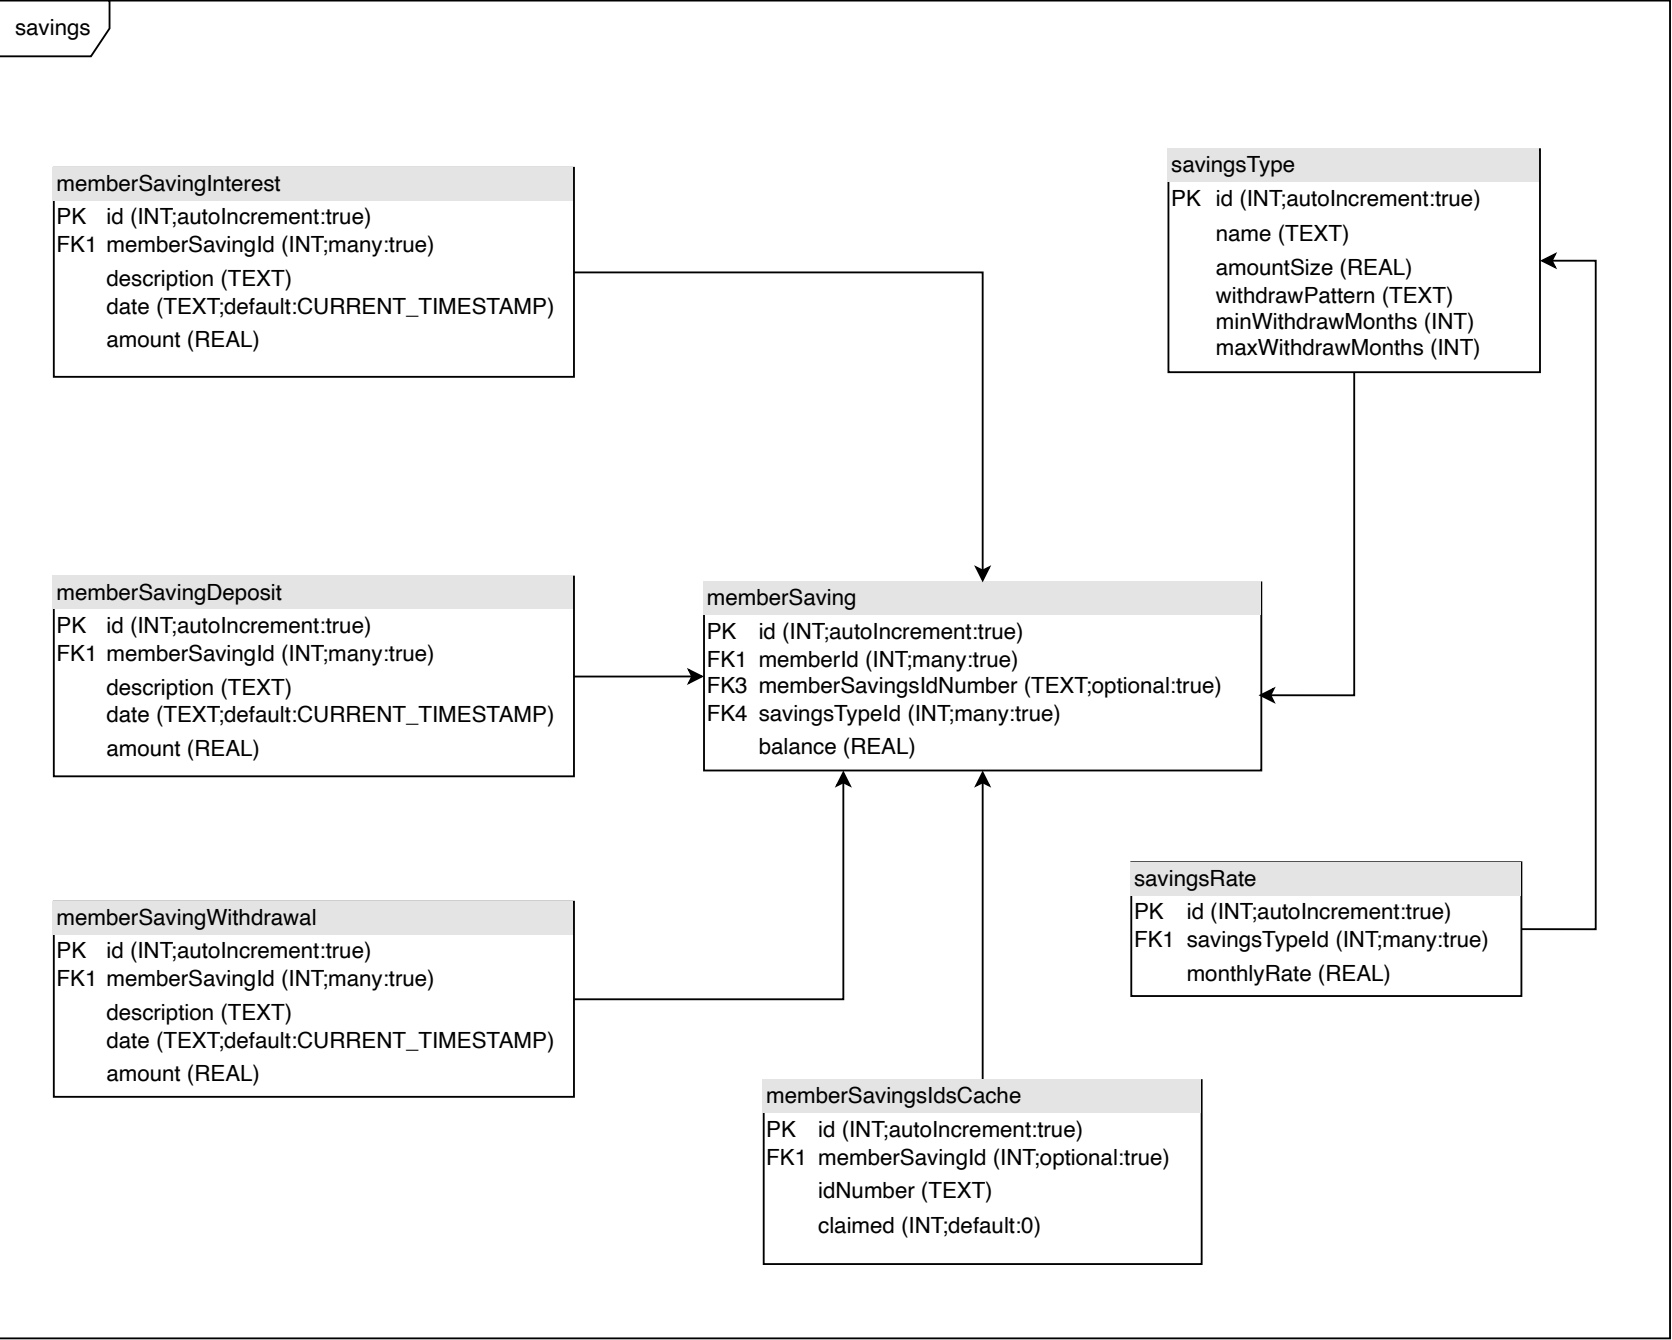 savings
memberSavingInterest
PK id (INT;autoIncrement:true)
FK1 memberSavingId (INT;many:true)
description (TEXT)
date (TEXT;default:CURRENT_TIMESTAMP)
amount (REAL)
savingsType
PK id (INT;autoIncrement:true)
name (TEXT)
amountSize (REAL)
withdrawPattern (TEXT)
minWithdrawMonths (INT)
maxWithdrawMonths (INT)
memberSavingDeposit
PK id (INT;autoIncrement:true)
FK1 memberSavingId (INT;many:true)
description (TEXT)
date (TEXT;default:CURRENT_TIMESTAMP)
amount (REAL)
memberSaving
PK id (INT;autoIncrement:true)
FK1 memberId (INT;many:true)
FK3 memberSavingsIdNumber (TEXT;optional:true)
FK4 savingsTypeId (INT;many:true)
balance (REAL)
memberSavingWithdrawal
PK id (INT;autoIncrement:true)
FK1 memberSavingId (INT;many:true)
description (TEXT)
date (TEXT;default:CURRENT_TIMESTAMP)
amount (REAL)
savingsRate
PK id (INT;autoIncrement:true)
FK1 savingsTypeId (INT;many:true)
monthlyRate (REAL)
memberSavingsIdsCache
PK id (INT;autoIncrement:true)
FK1 memberSavingId (INT;optional:true)
idNumber (TEXT)
claimed (INT;default:0)